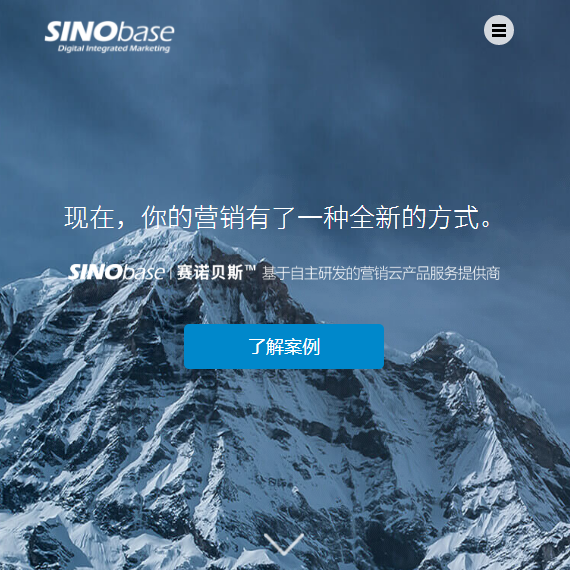 SINObase
Digital Integrated Marketing
现在，你的营销有了一种全新的方式。
SINObase | 赛诺贝斯™ 基于自主研发的营销云产品服务提供商
了解案例